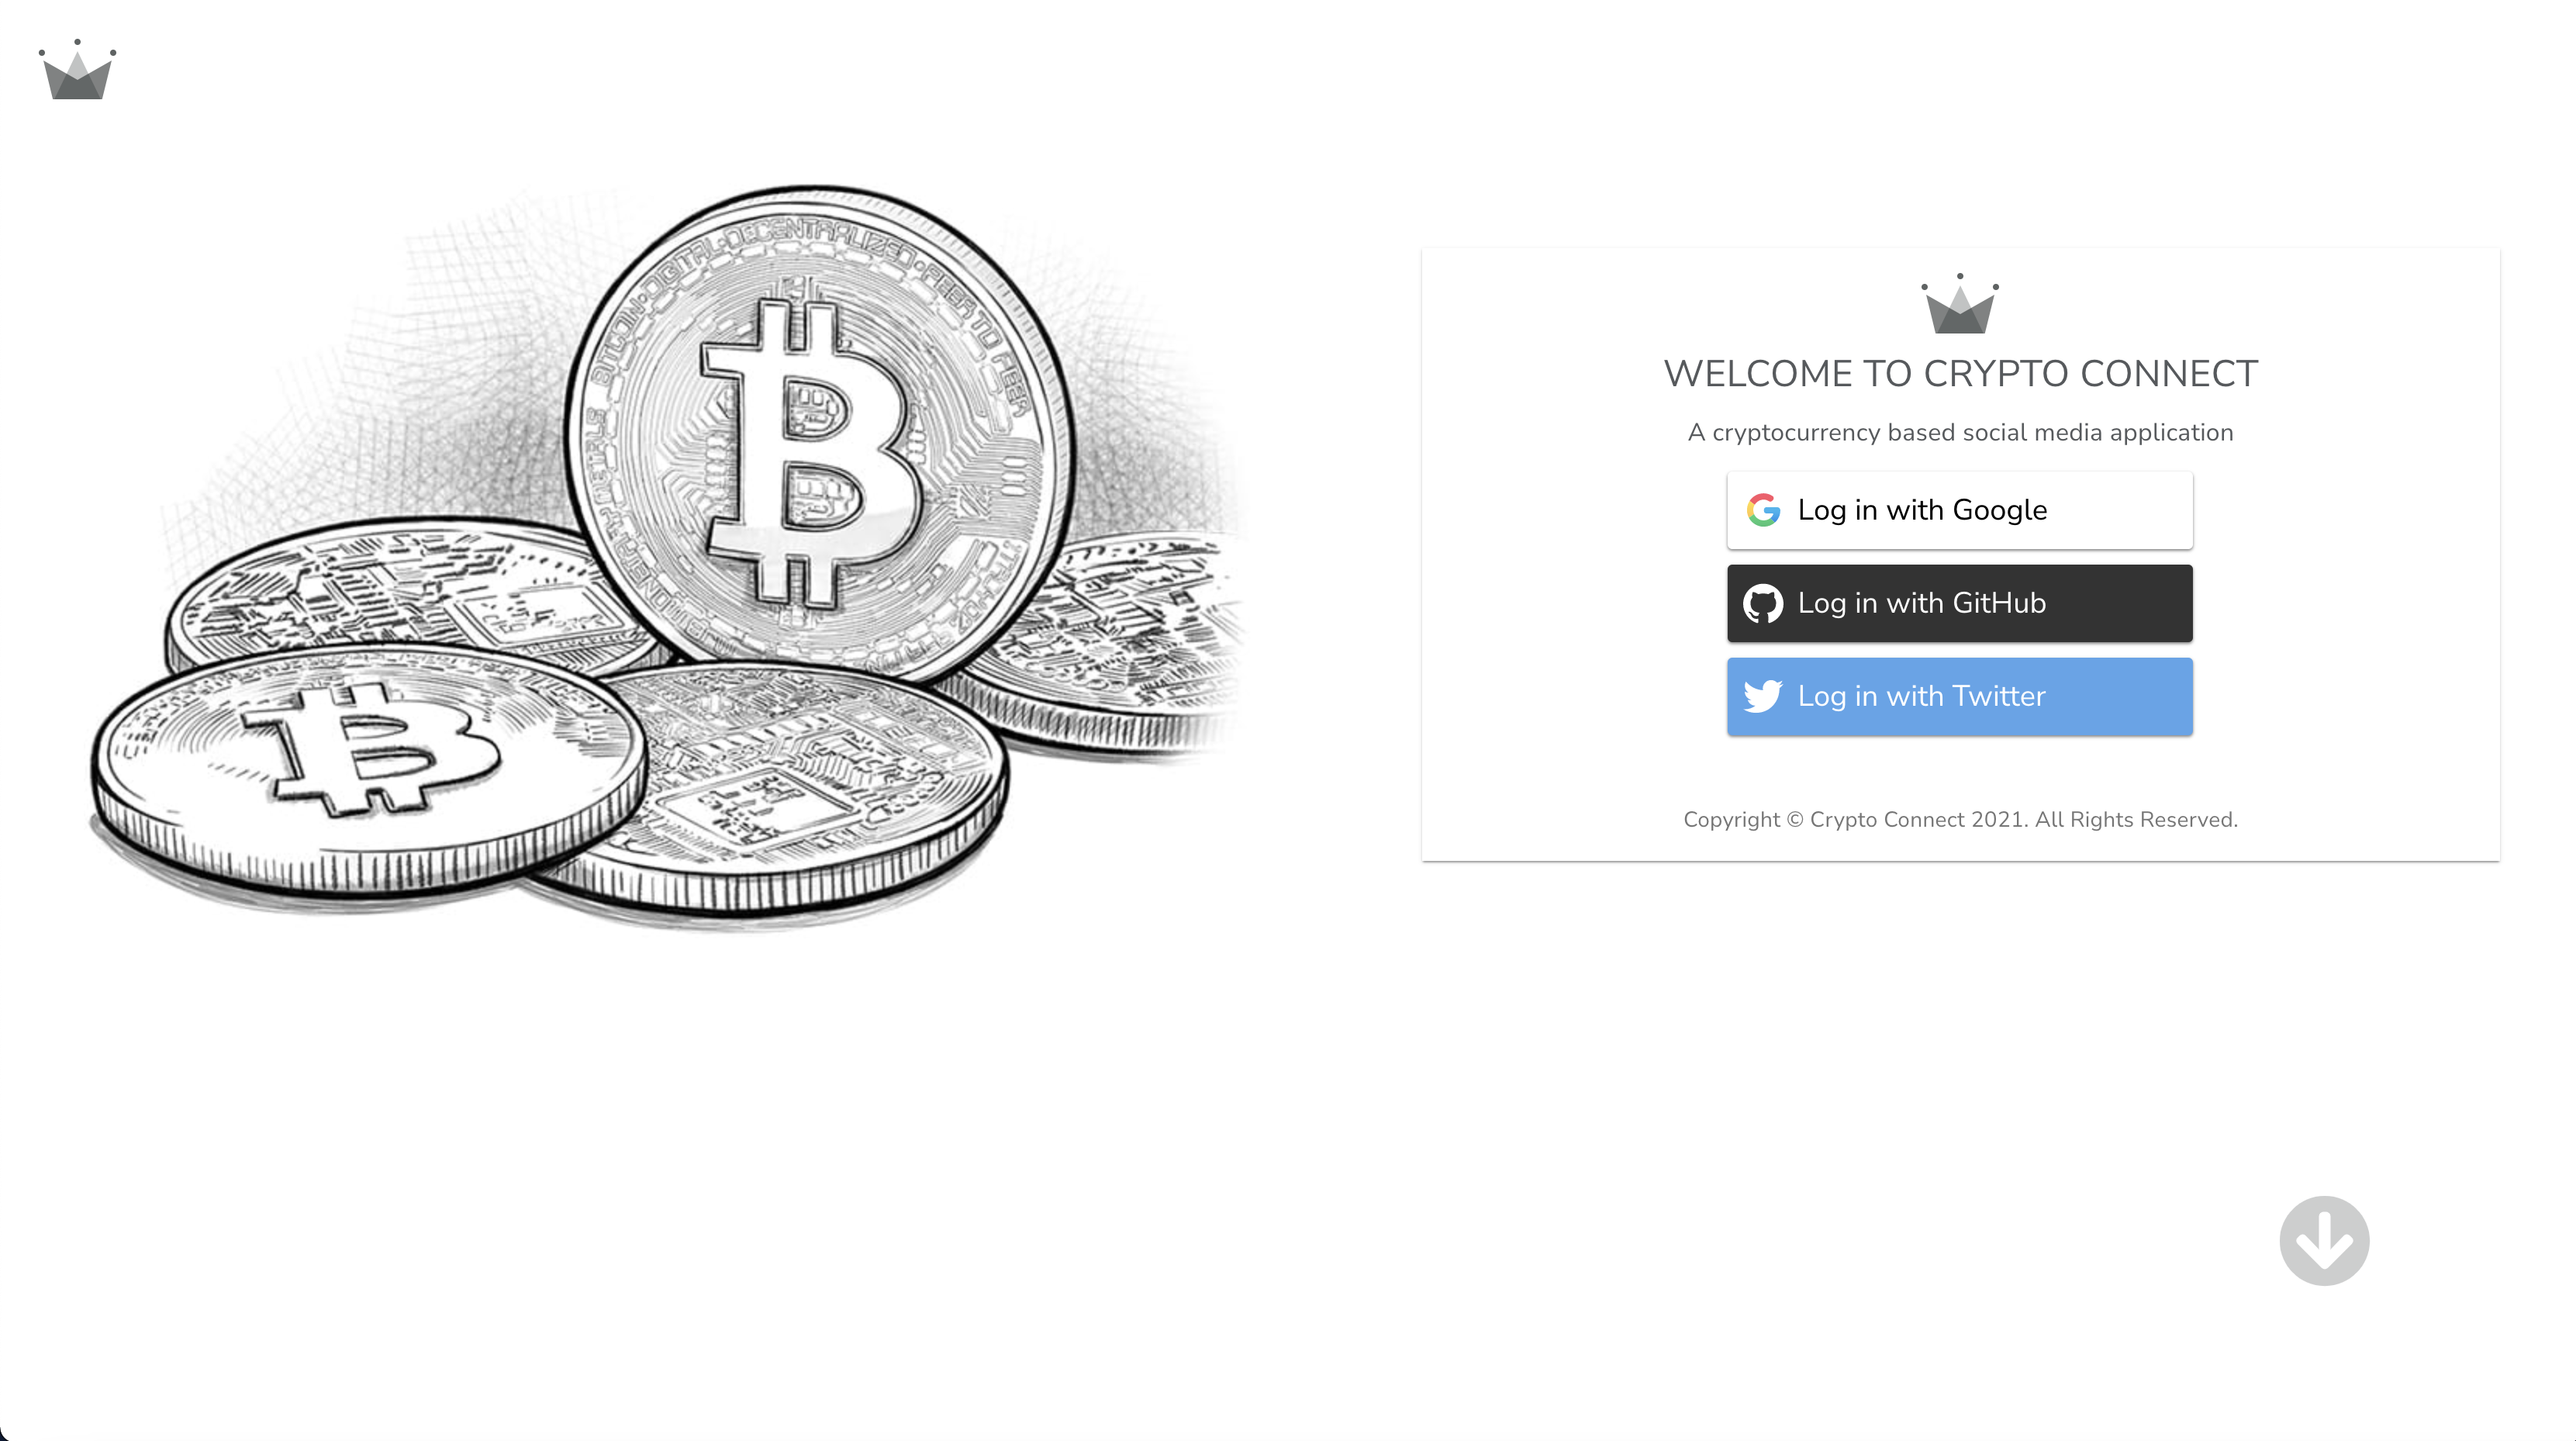 BITCOIN·DIGITAL·DECENTRALIZED·PEER TO PEER
WELCOME TO CRYPTO CONNECT
A cryptocurrency based social media application
Log in with Google
Log in with GitHub
Log in with Twitter
Copyright © Crypto Connect 2021. All Rights Reserved.